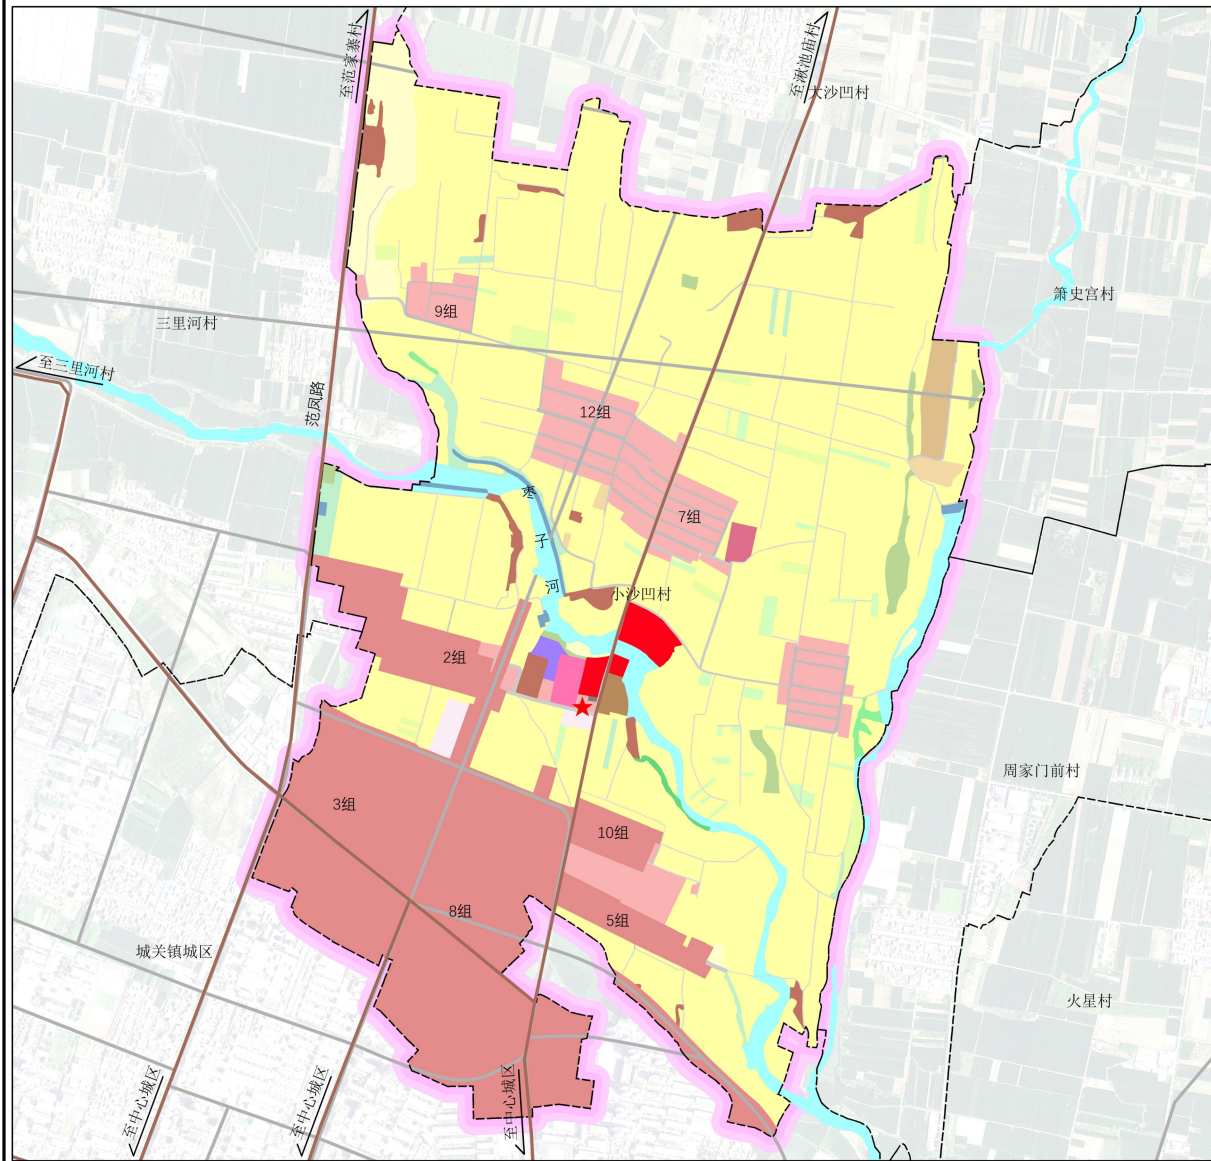 至范家寨村
至湫池庙村
大沙凹村
箫史宫村
9组
三里河村
至三里河村
范凤路
12组
枣子河
7组
小沙凹村
2组
周家门前村
3组
10组
8组
5组
城关镇城区
火星村
至中心城区
至中心城区
至中心城区